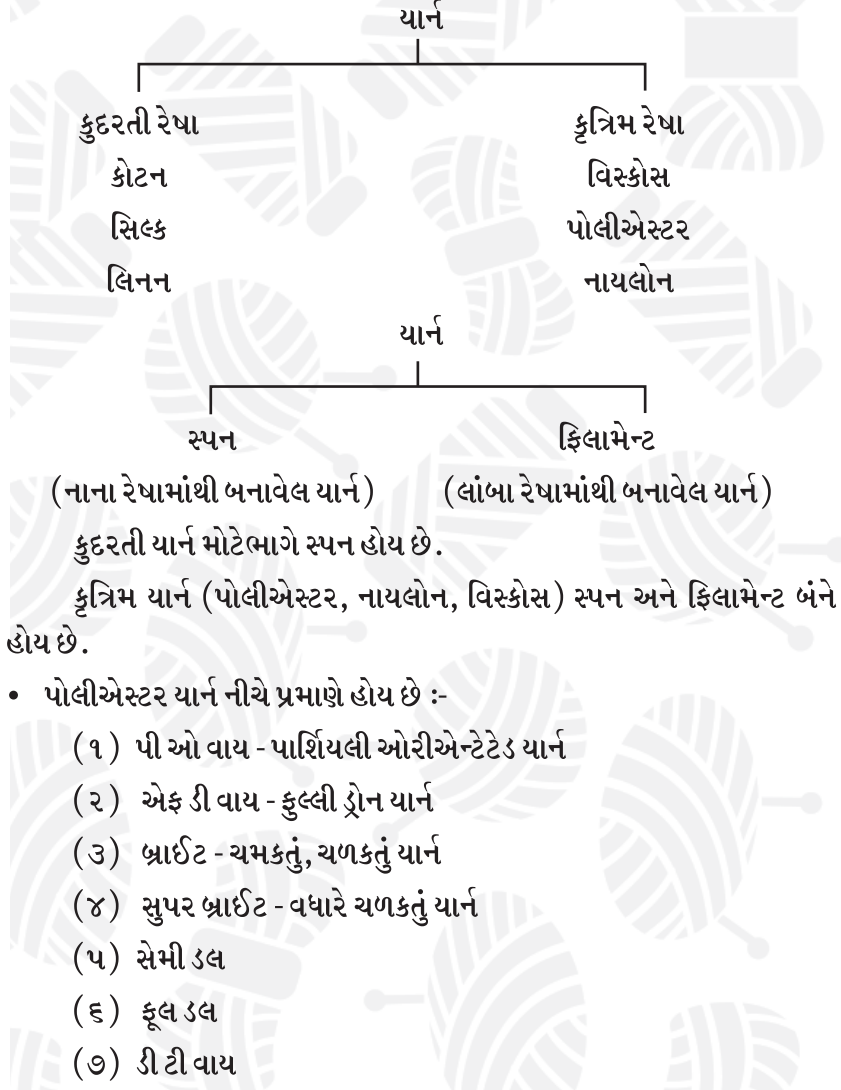 યાર્ન
કુદરતી રેષા કૃત્રિમ રેષા
કોટન વિસ્કોસ
સિલ્ક પોલીએસ્ટર
લિનન નાયલોન
યાર્ન
સ્પન ફિલામેન્ટ
(નાના રેષામાંથી બનાવેલ યાર્ન) (લાંબા રેષામાંથી બનાવેલ યાર્ન)
કુદરતી યાર્ન મોટેભાગે સ્પન હોય છે.
કૃત્રિમ યાર્ન (પોલીએસ્ટર, નાયલોન, વિસ્કોસ) સ્પન અને ફિલામેન્ટ બંને
હોય છે.
• પોલીએસ્ટર યાર્ન નીચે પ્રમાણે હોય છે :-
(૧) પી ઓ વાય - પાર્શિયલી ઓરીએન્ટેટેડ યાર્ન
(૨) એફ ડી વાય - ફુલ્લી ડ્રોન યાર્ન
(૩) બ્રાઈટ - ચમકતું, ચળકતું યાર્ન
(૪) સુપર બ્રાઈટ - વધારે ચળકતું યાર્ન
(૫) સેમી ડલ
(૬) ફૂલ ડલ
(૭) ડી ટી વાય